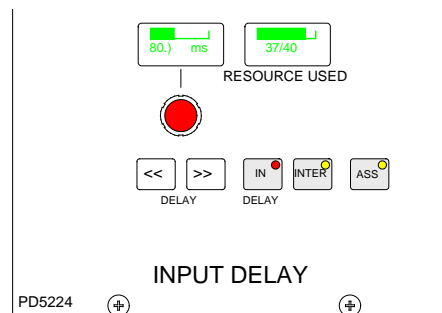 80.) ms
37/40
RESOURCE USED
<< >> IN INTER ASS
DELAY DELAY
INPUT DELAY
PD5224